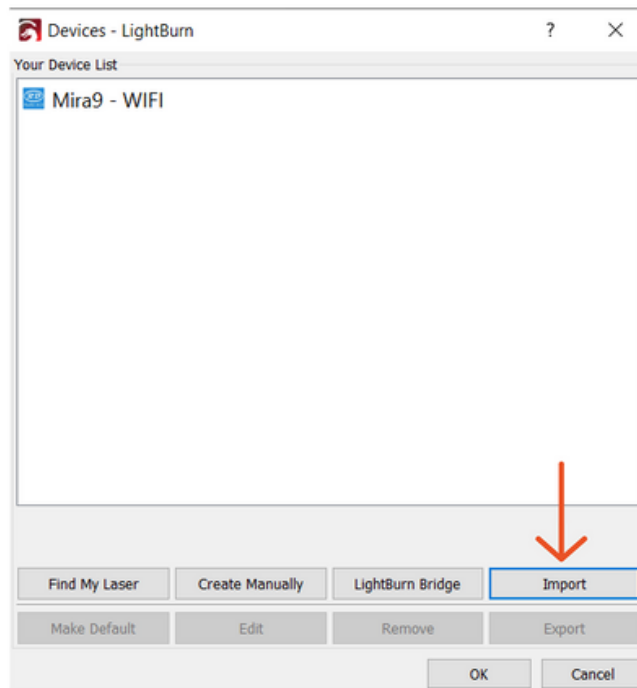 Devices - LightBurn ? ×
Your Device List
Mira9 - WIFI
Find My Laser Create Manually LightBurn Bridge Import
Make Default Edit Remove Export
OK Cancel